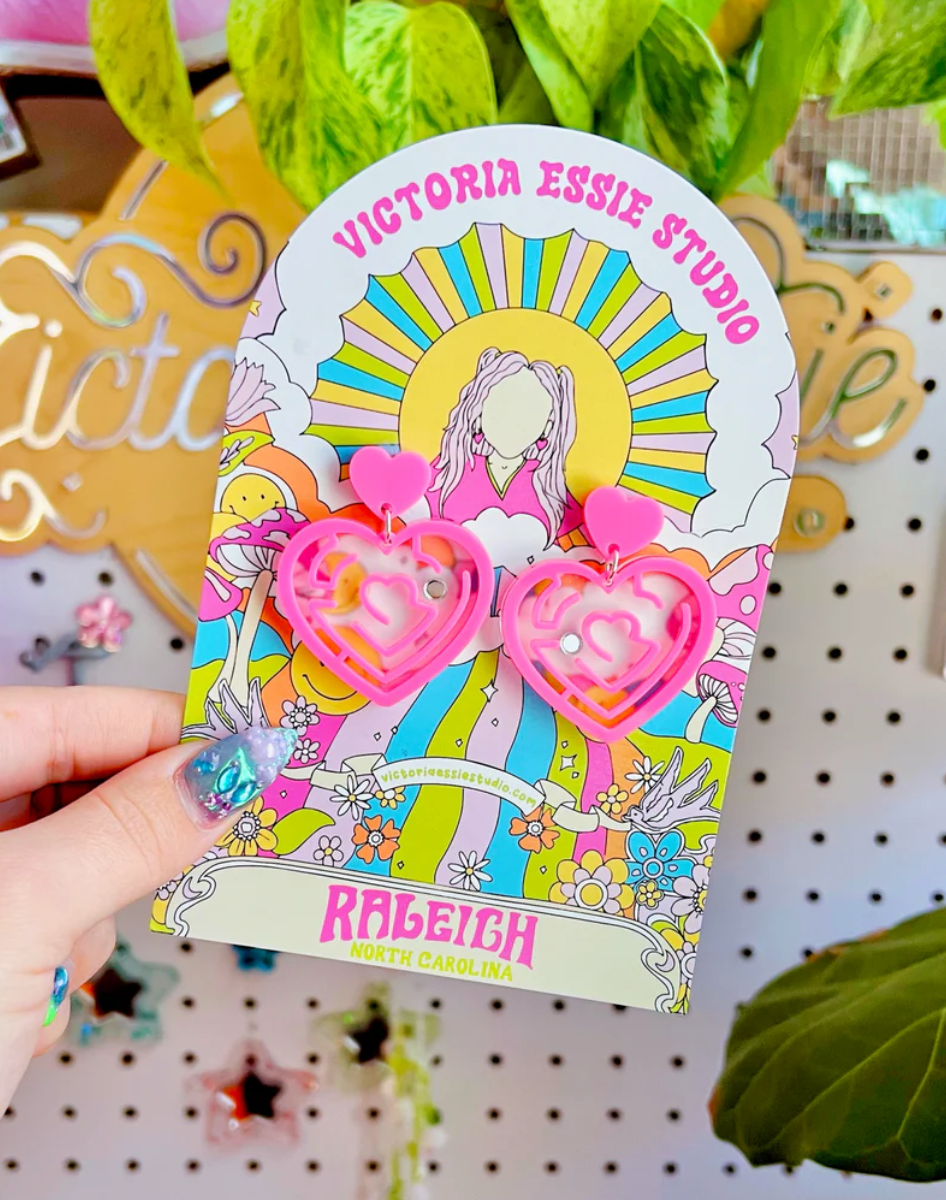 VICTORIA ESSIE STUDIO
victoriaessiestudio.com
RALEIGH
NORTH CAROLINA